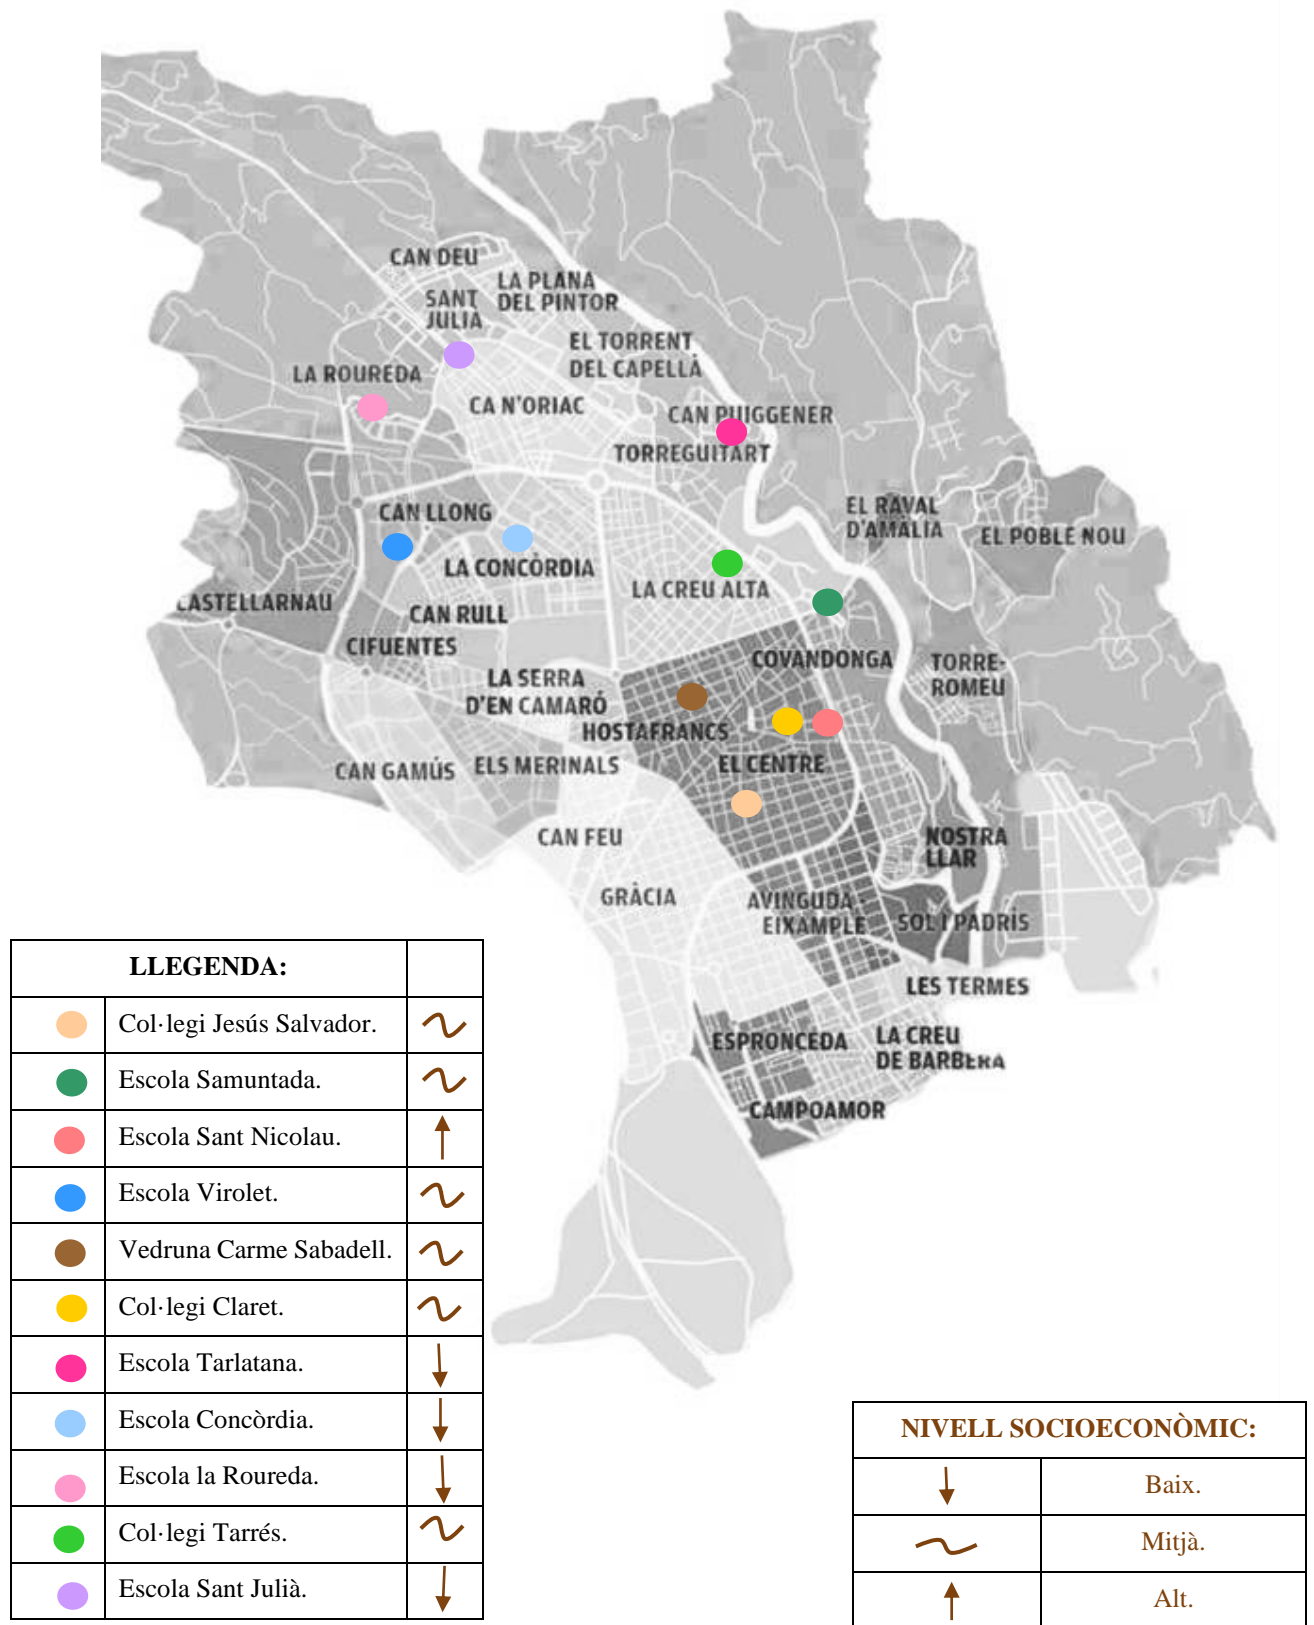 CAN DEU
LA PLANA
DEL PINTOR
SANT
JULIÀ
EL TORRENT
DEL CAPELLÀ
LA ROUREDA
CA N'ORIAC
CAN PUIGGENER
TORREGUITART
CAN LLONG
EL RAVAL
D'AMÀLIA
EL POBLE NOU
LA CONCÒRDIA
LA CREU ALTA
CASTELLARNAU
CAN RULL
CIFUENTES
COVANDONGA
TORRE-
ROMEU
LA SERRA
D'EN CAMARÓ
HOSTAFRANCS
CAN GAMÚS
ELS MERINALS
EL CENTRE
CAN FEU
NOSTRA
LLAR
GRÀCIA
AVINGUDA -
EIXAMPLE
SOL I PADRÍS
LES TERMES
ESPRONCEDA
LA CREU
DE BARBERÀ
CAMPOAMOR
LLEGENDA:
Col·legi Jesús Salvador.
Escola Samuntada.
Escola Sant Nicolau.
Escola Virolet.
Vedruna Carme Sabadell.
Col·legi Claret.
Escola Tarlatana.
Escola Concòrdia.
Escola la Roureda.
Col·legi Tarrés.
Escola Sant Julià.
NIVELL SOCIOECONÒMIC:
Baix.
Mitjà.
Alt.